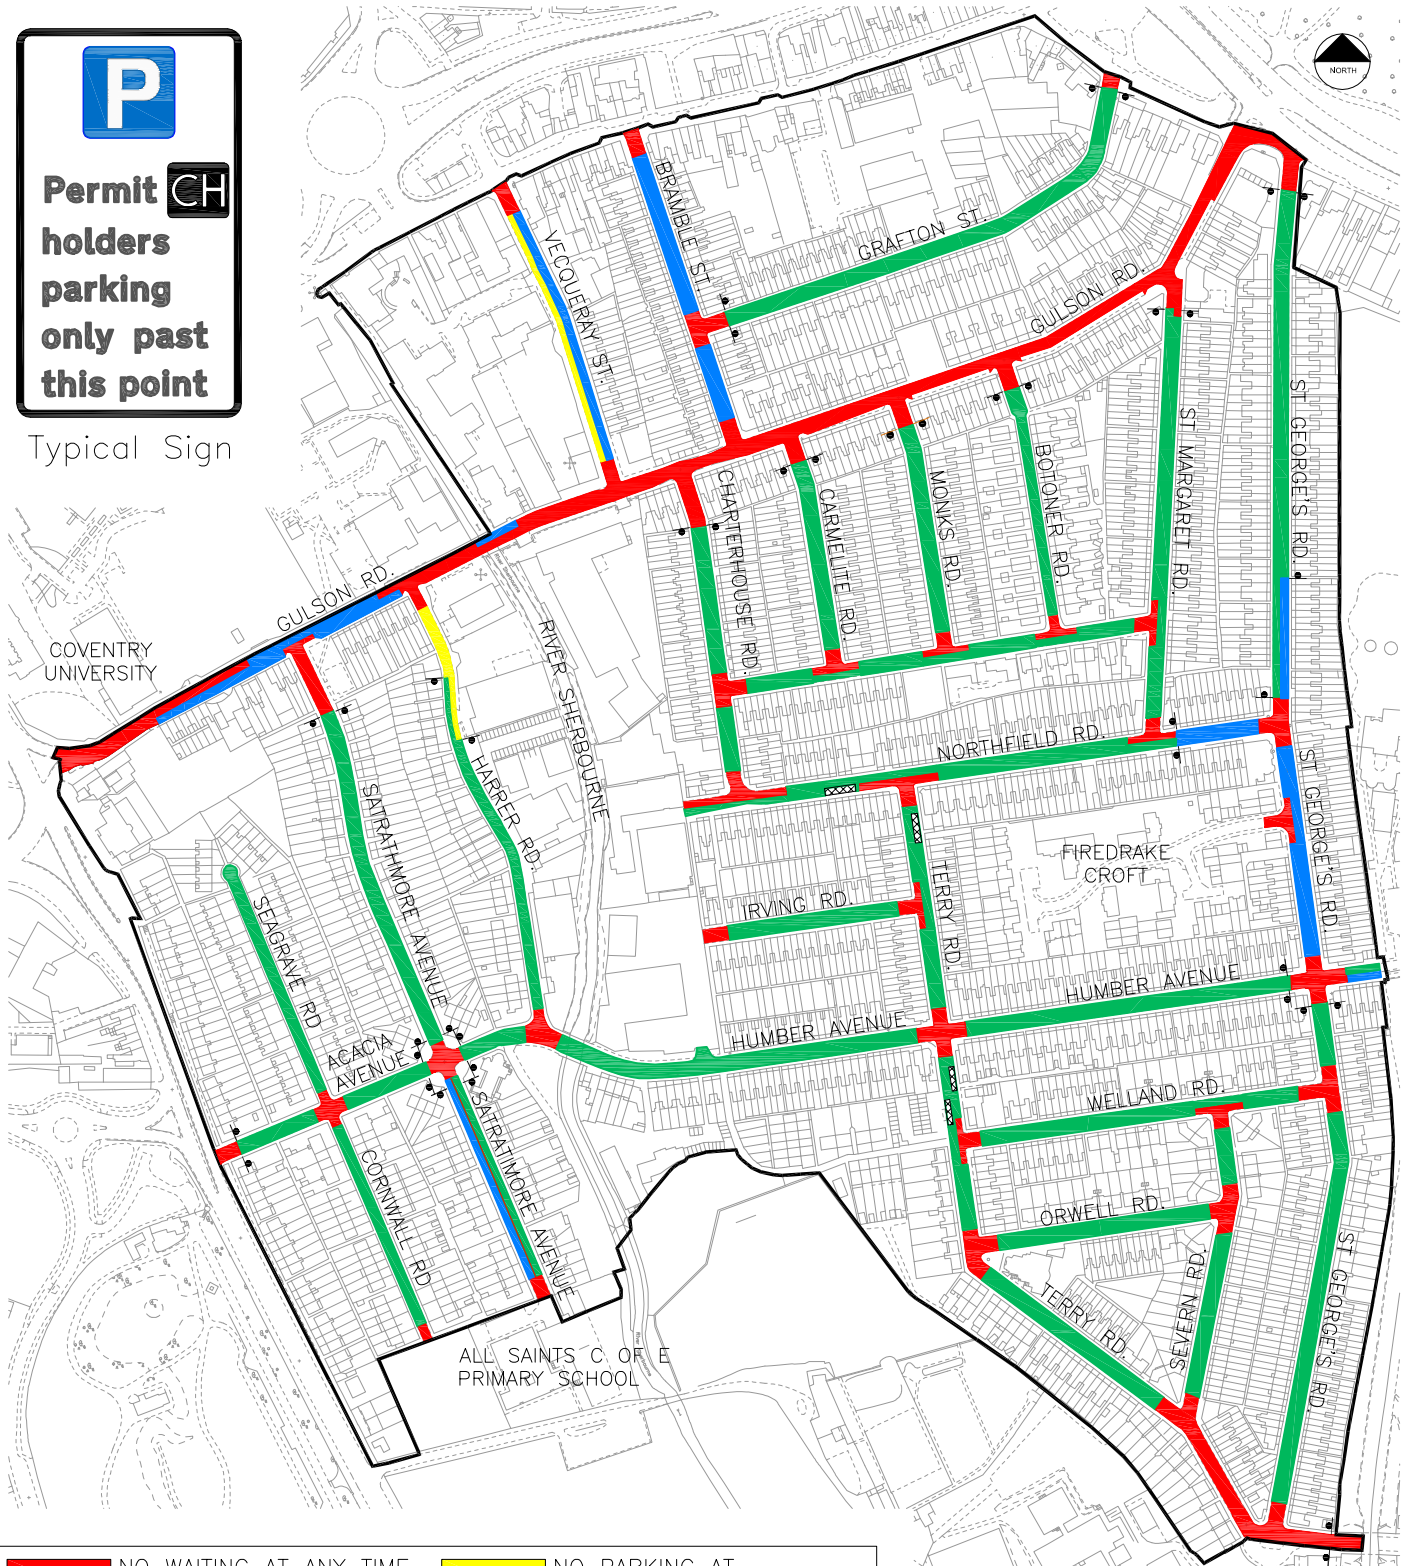 P
Permit CH
holders
parking
only past
this point
Typical Sign
NORTH
BRAMBLE ST.
VECQUERAY ST.
GRAFTON ST.
GULSON RD.
ST MARGARET RD.
ST GEORGE'S RD.
CHARTERHOUSE RD.
CARMELITE RD.
MONKS RD.
BOTONER RD.
GULSON RD.
COVENTRY
UNIVERSITY
RIVER SHERBOURNE
HARRER RD.
SATRATHMORE AVENUE
SEAGRAVE RD
NORTHFIELD RD.
ST GEORGE'S RD.
FIREDRAKE
CROFT
IRVING RD.
TERRY RD.
HUMBER AVENUE
HUMBER AVENUE
ACACIA
AVENUE
SATRATIMORE AVENUE
CORNWALL RD
WELLAND RD.
ORWELL RD.
TERRY RD.
SEVERN RD.
ST GEORGE'S RD.
ALL SAINTS C OF E
PRIMARY SCHOOL
NO WAITING AT ANY TIME
NO PARKING AT